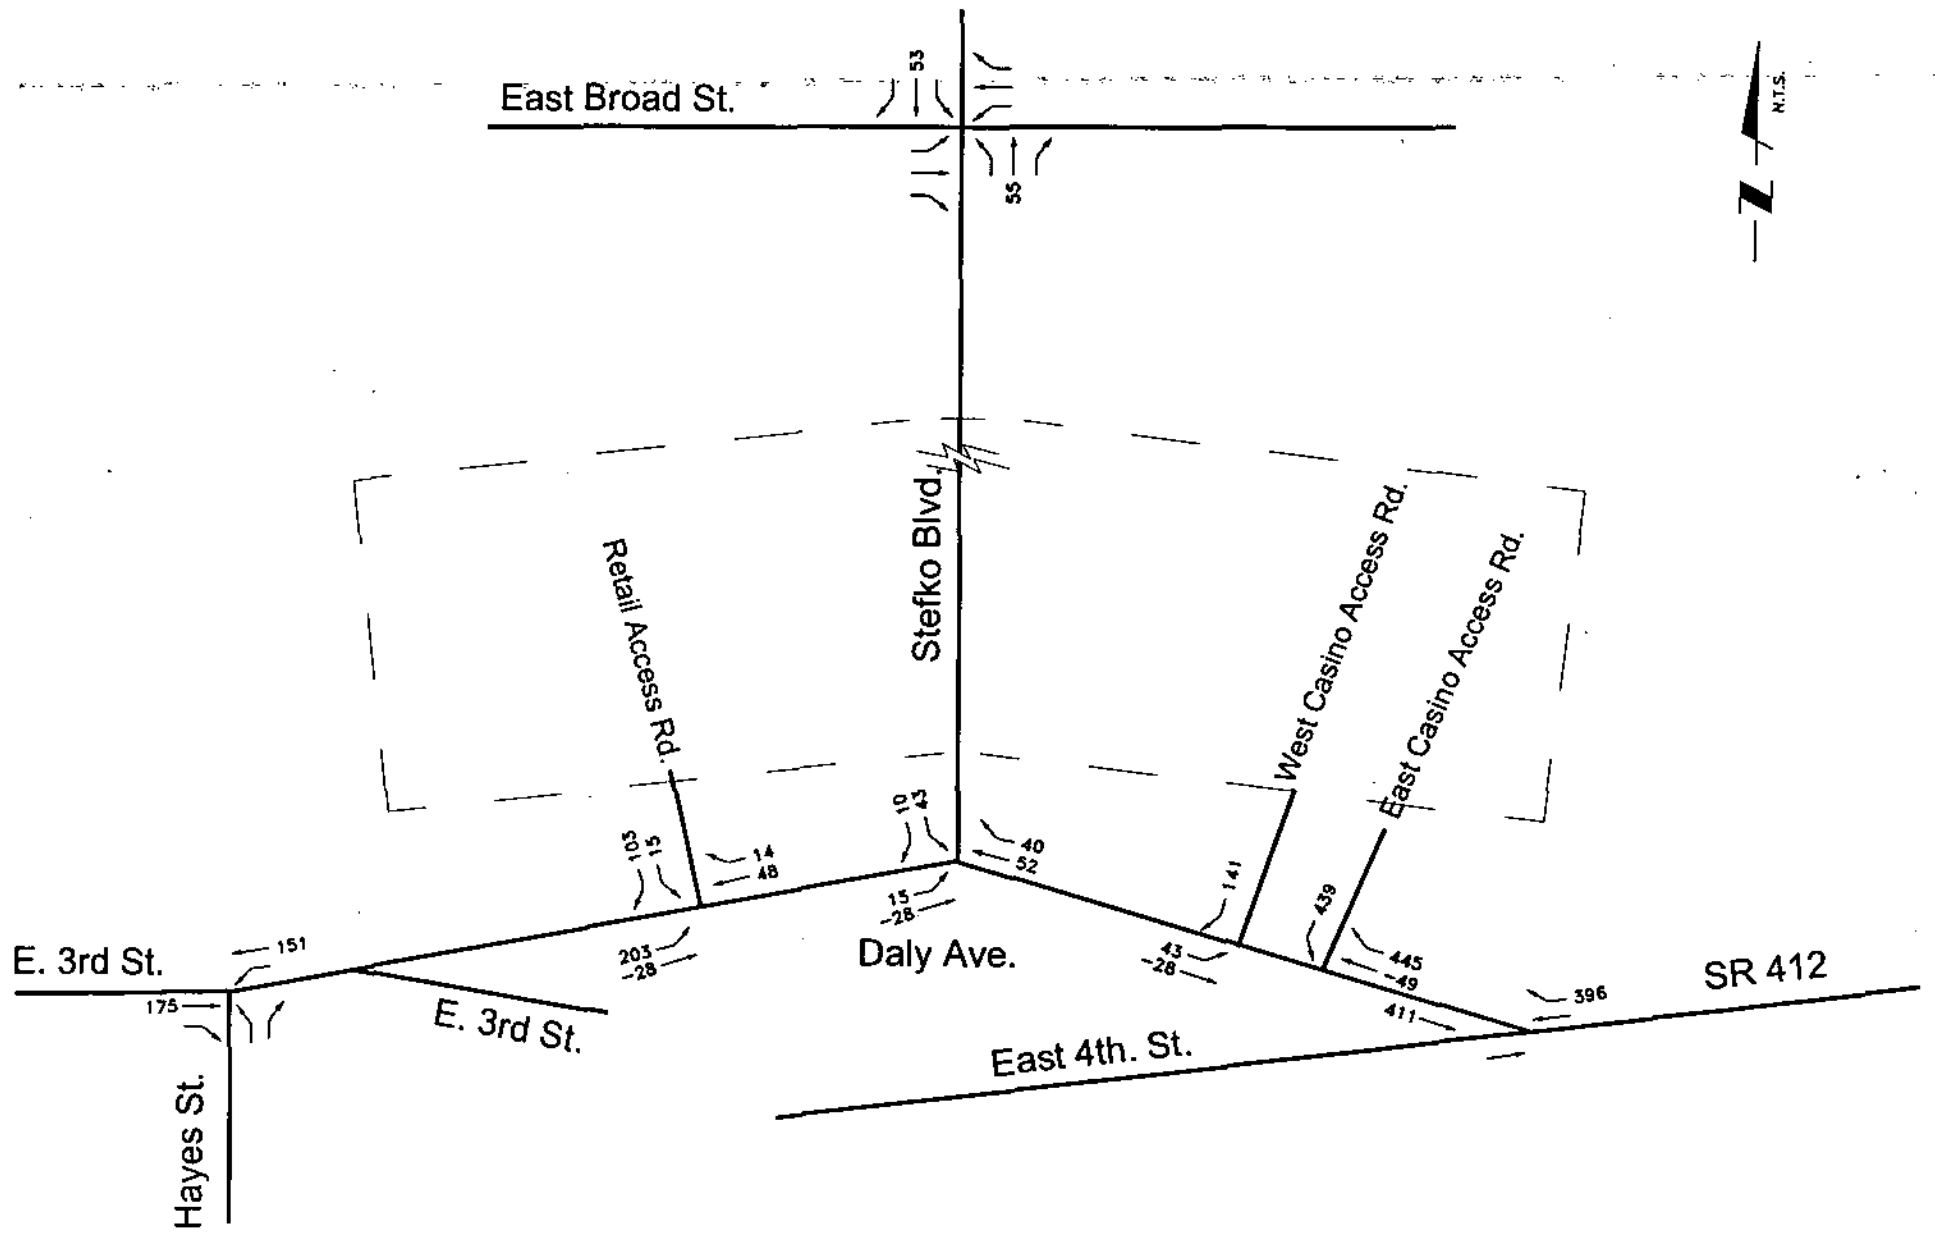 53
East Broad St.
N.T.S.
N
55
Stefko Blvd.
Retail Access Rd.
West Casino Access Rd.
East Casino Access Rd.
103
15
14
48
10
43
40
52
15
-28
141
439
203
-28
Daly Ave.
43
-28
445
-49
151
E. 3rd St.
175
E. 3rd St.
411
396
SR 412
East 4th. St.
Hayes St.